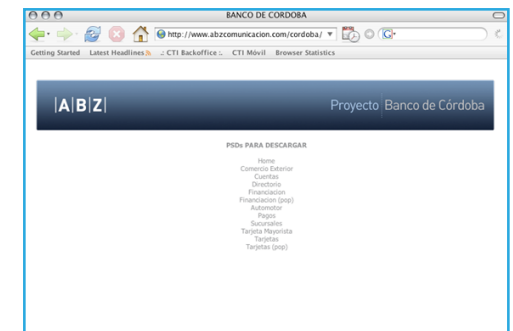 BANCO DE CORDOBA
http://www.abzcomunicacion.com/cordoba/
Getting Started Latest Headlines .: CTI Backoffice :. CTI Móvil Browser Statistics
|A|B|Z| Proyecto Banco de Córdoba
PSDs PARA DESCARGAR
Home
Comercio Exterior
Cuentas
Directorio
Financiacion
Financiacion (pop)
Automotor
Pagos
Sucursales
Tarjeta Mayorista
Tarjetas
Tarjetas (pop)